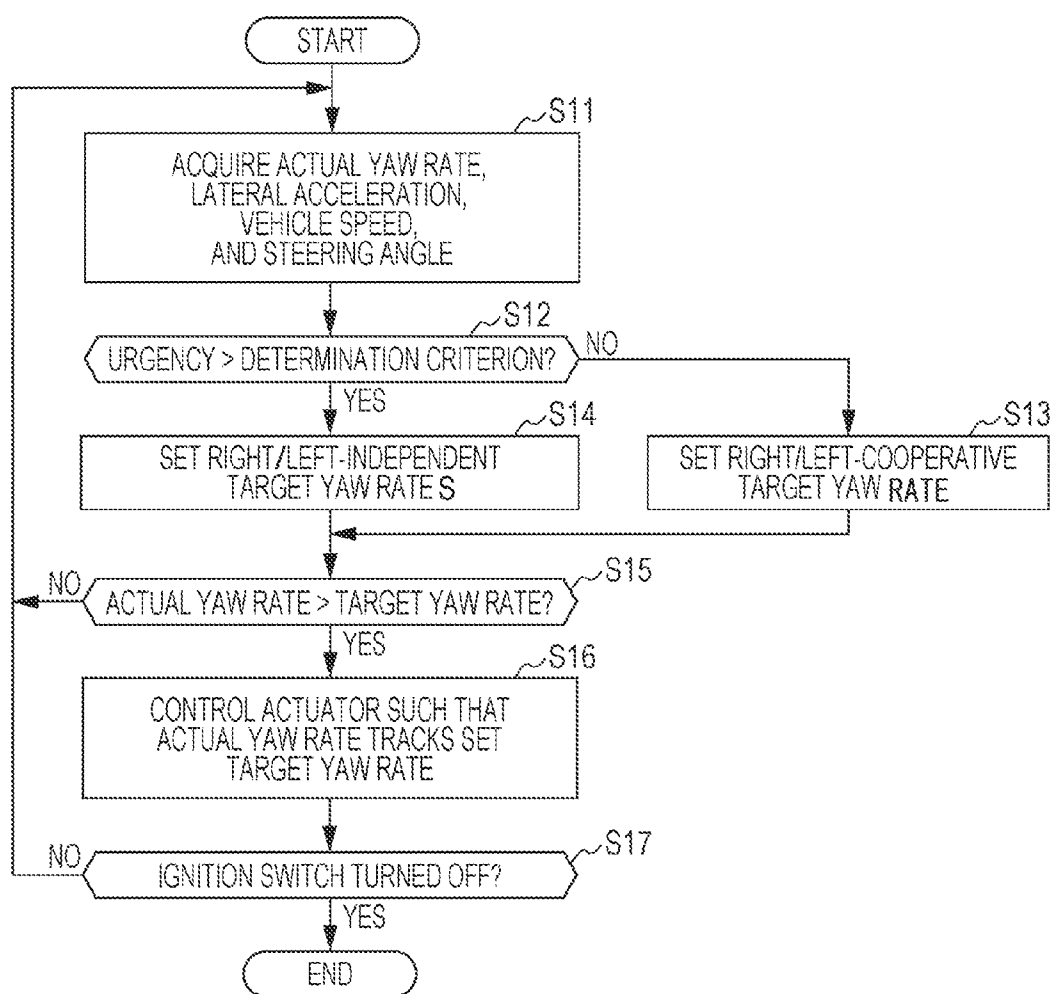 START
S11
ACQUIRE ACTUAL YAW RATE,
LATERAL ACCELERATION,
VEHICLE SPEED,
AND STEERING ANGLE
S12
URGENCY > DETERMINATION CRITERION?
NO
YES
S14
SET RIGHT/LEFT-INDEPENDENT
TARGET YAW RATE S
S13
SET RIGHT/LEFT-COOPERATIVE
TARGET YAW RATE
S15
NO
ACTUAL YAW RATE > TARGET YAW RATE?
YES
S16
CONTROL ACTUATOR SUCH THAT
ACTUAL YAW RATE TRACKS SET
TARGET YAW RATE
S17
NO
IGNITION SWITCH TURNED OFF?
YES
END